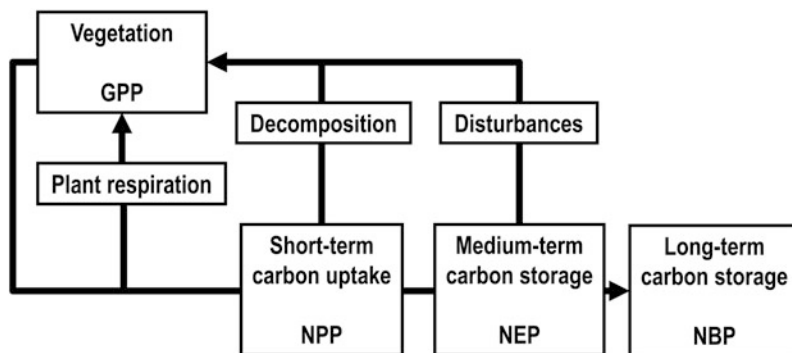 Vegetation
GPP
Decomposition
Disturbances
Plant respiration
Short-term
carbon uptake
NPP
Medium-term
carbon storage
NEP
Long-term
carbon storage
NBP